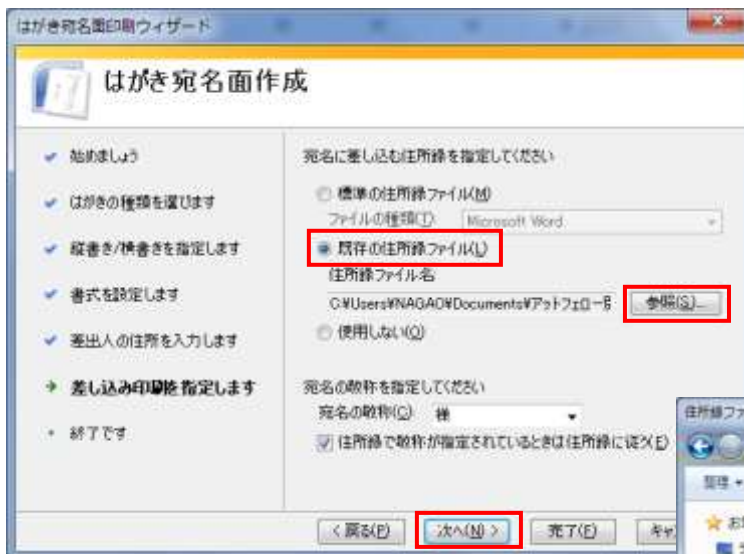 はがき宛名面印刷ウィザード
はがき宛名面作成
始めましょう
はがきの種類を選びます
縦書き/横書きを指定します
書式を設定します
差出人の住所を入力します
差し込み印刷を指定します
終了です
宛名に差し込む住所録を指定してください
標準の住所録ファイル(M)
ファイルの種類(T): Microsoft Word
既存の住所録ファイル(L)
住所録ファイル名
C:¥Users¥NAGAO¥Documents¥アットフェロー 参照(S)...
使用しない(O)
宛名の敬称を指定してください
宛名の敬称(C) 様
住所録で敬称が指定されているときは住所録に従う(E)
< 戻る(P) 次へ(N) > 完了(F) キャ
住所録ファ
整理
お